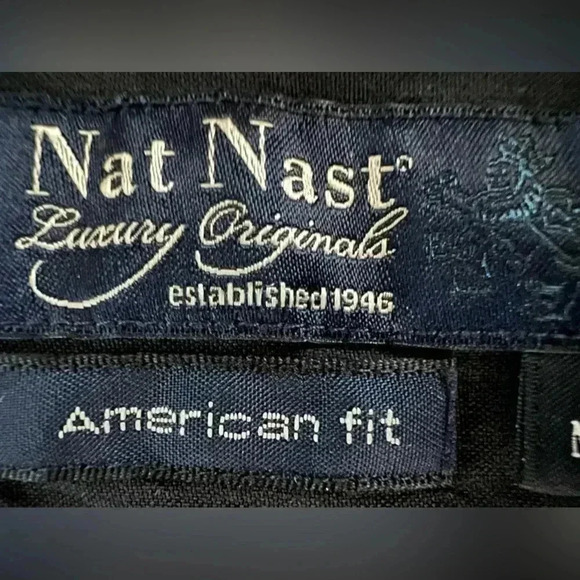 Nat Nast®
Luxury Originals
established 1946
American fit